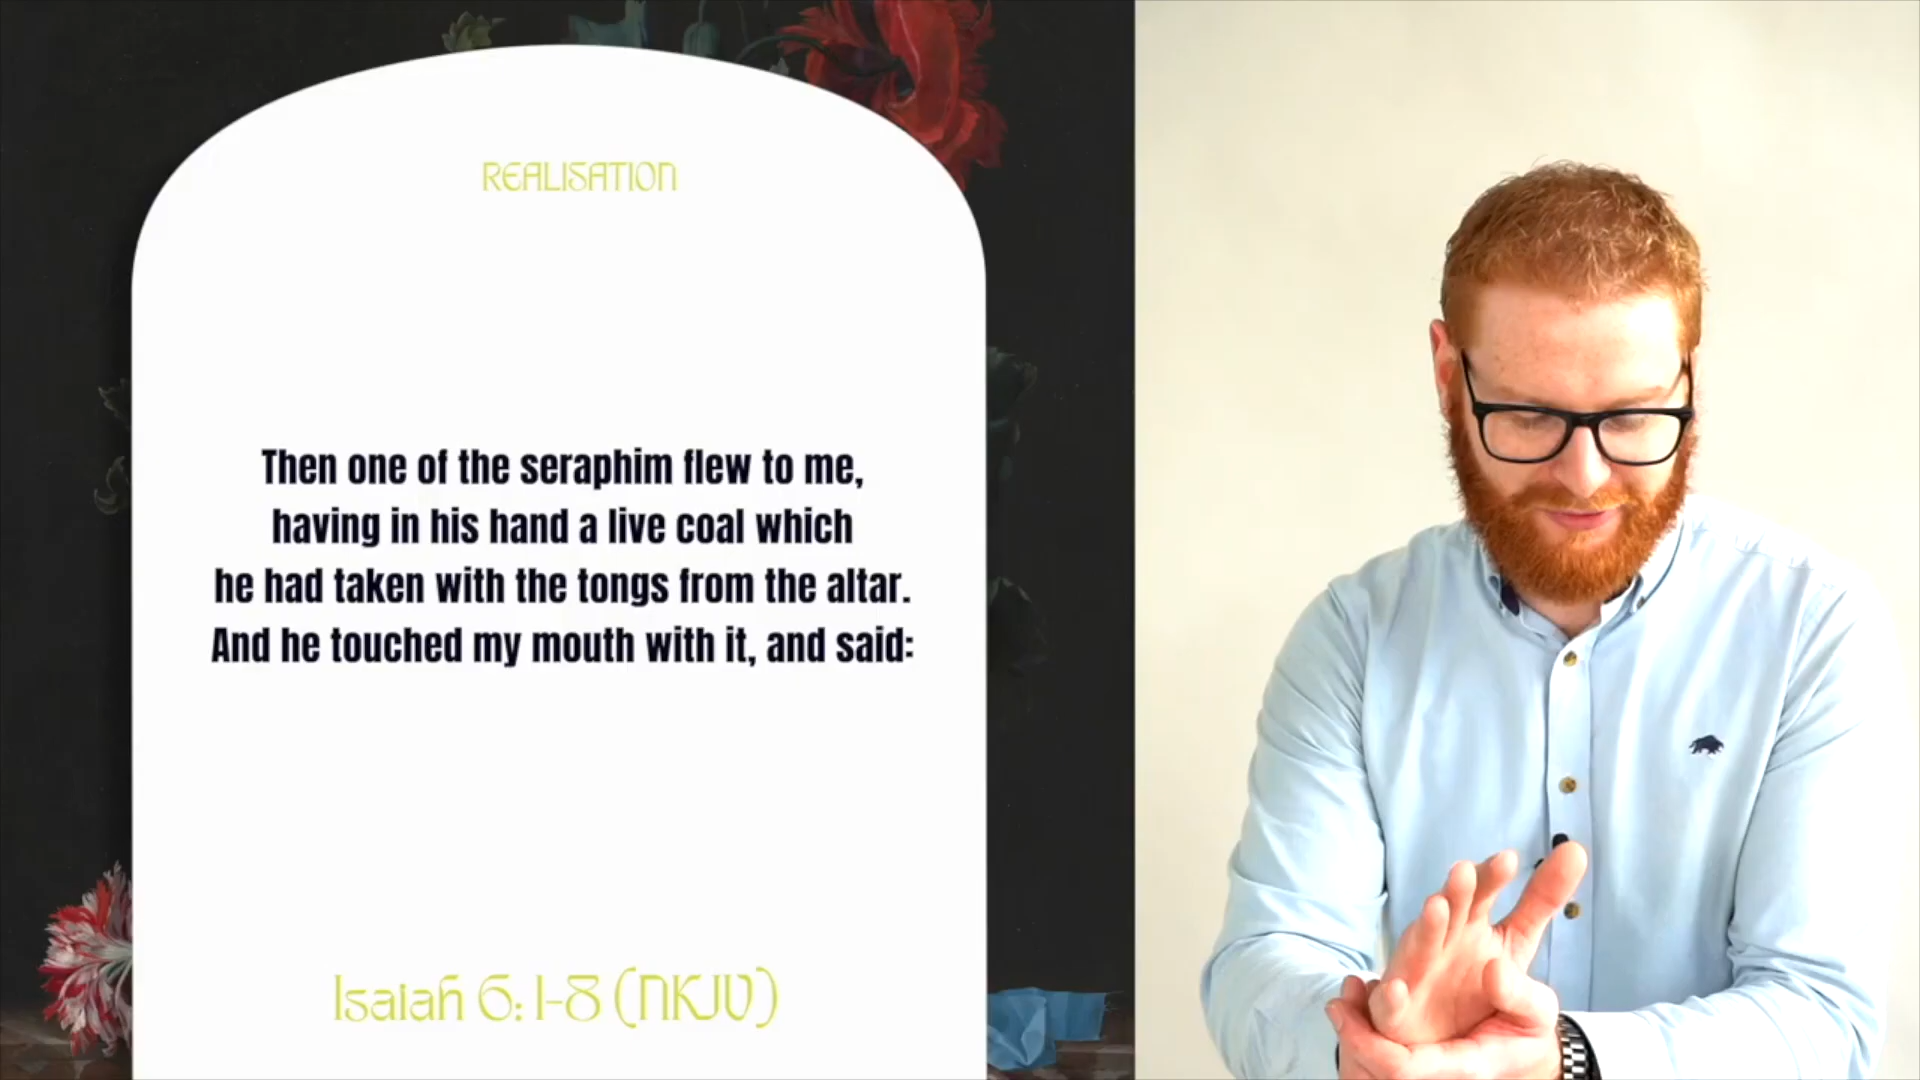 REALISATION
Then one of the seraphim flew to me,
having in his hand a live coal which
he had taken with the tongs from the altar.
And he touched my mouth with it, and said:
Isaiah 6: 1-8 (NKJV)